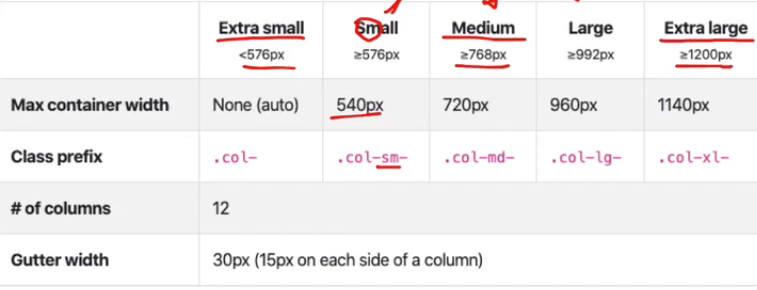 Extra small Small Medium Large Extra large
<576px ≥576px ≥768px ≥992px ≥1200px
Max container width None (auto) 540px 720px 960px 1140px
Class prefix .col- .col-sm- .col-md- .col-lg- .col-xl-
# of columns 12
Gutter width 30px (15px on each side of a column)